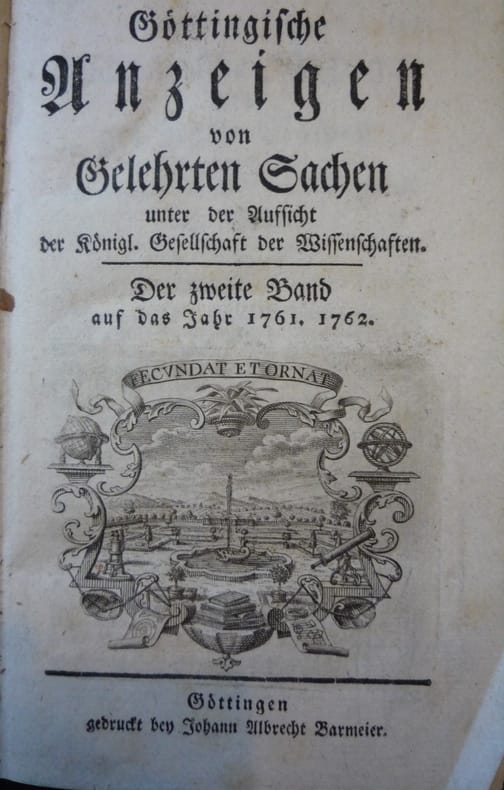 Göttingische
Anzeigen
von
Gelehrten Sachen
unter der Aufsicht
der Königl. Gesellschaft der Wissenschaften.
Der zweite Band
auf das Jahr 1761. 1762.
FECVNDAT ET ORNAT
Göttingen
gedruckt bey Johann Albrecht Barmeier.